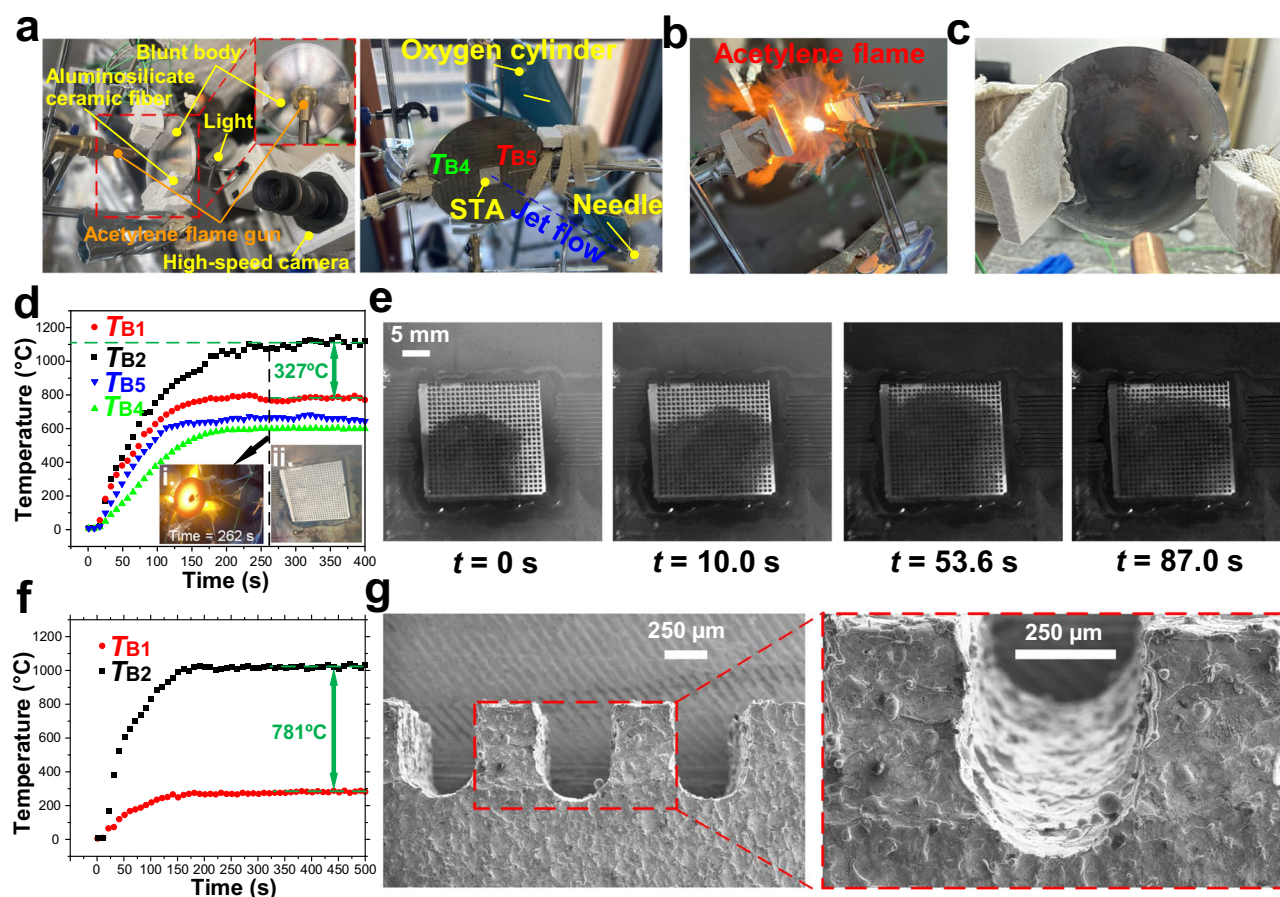 a
Blunt body
Aluminosilicate
ceramic fiber
Light
Acetylene flame gun
High-speed camera
Oxygen cylinder
TB4
TB5
STA
Needle
Jet flow
b
Acetylene flame
c
d
TB1
TB2
TB5
TB4
327°C
i.
ii.
Time = 262 s
Temperature (°C)
0
200
400
600
800
1000
1200
0
50
100
150
200
250
300
350
400
Time (s)
e
5 mm
t = 0 s
t = 10.0 s
t = 53.6 s
t = 87.0 s
f
TB1
TB2
781°C
Temperature (°C)
0
200
400
600
800
1000
1200
0
50
100
150
200
250
300
350
400
450
500
Time (s)
g
250 μm
250 μm